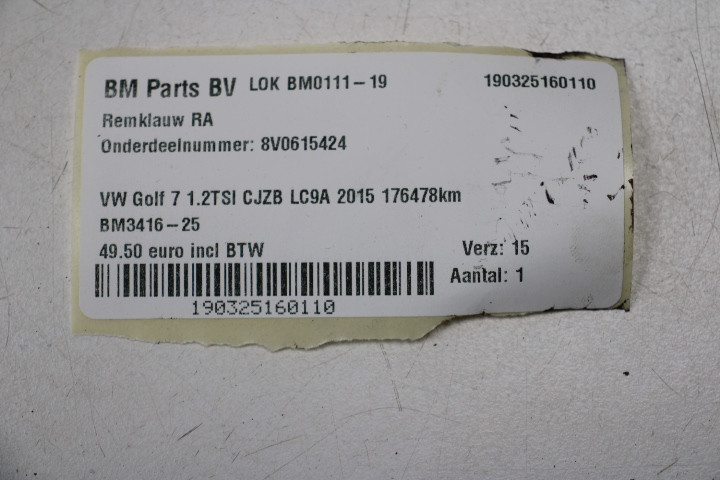 BM Parts BV LOK BM0111-19 190325160110
Remklauw RA
Onderdeelnummer: 8V0615424
VW Golf 7 1.2TSI CJZB LC9A 2015 176478km
BM3416-25
49.50 euro incl BTW Verz: 15
Aantal: 1
190325160110